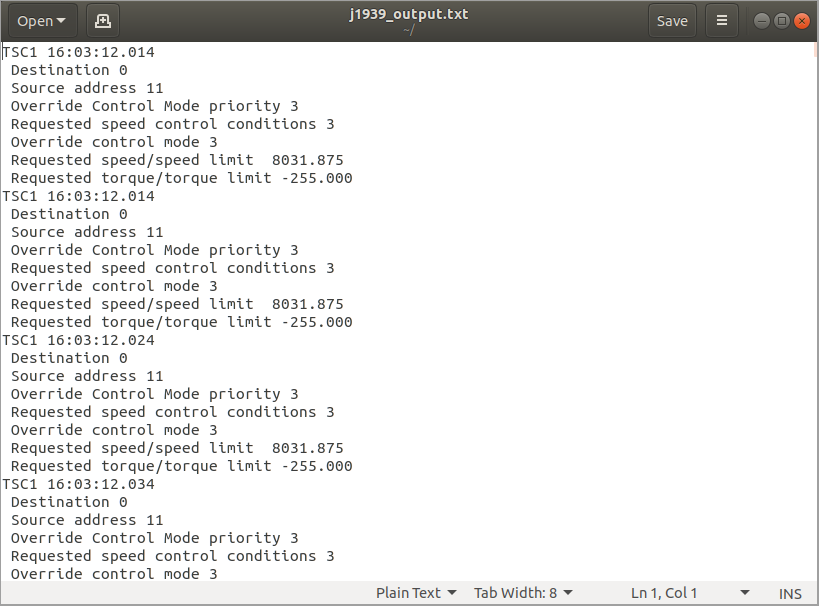 Open
j1939_output.txt
~/
Save
TSC1 16:03:12.014
Destination 0
Source address 11
Override Control Mode priority 3
Requested speed control conditions 3
Override control mode 3
Requested speed/speed limit  8031.875
Requested torque/torque limit -255.000
TSC1 16:03:12.014
Destination 0
Source address 11
Override Control Mode priority 3
Requested speed control conditions 3
Override control mode 3
Requested speed/speed limit  8031.875
Requested torque/torque limit -255.000
TSC1 16:03:12.024
Destination 0
Source address 11
Override Control Mode priority 3
Requested speed control conditions 3
Override control mode 3
Requested speed/speed limit  8031.875
Requested torque/torque limit -255.000
TSC1 16:03:12.034
Destination 0
Source address 11
Override Control Mode priority 3
Requested speed control conditions 3
Override control mode 3
Plain Text Tab Width: 8 Ln 1, Col 1 INS